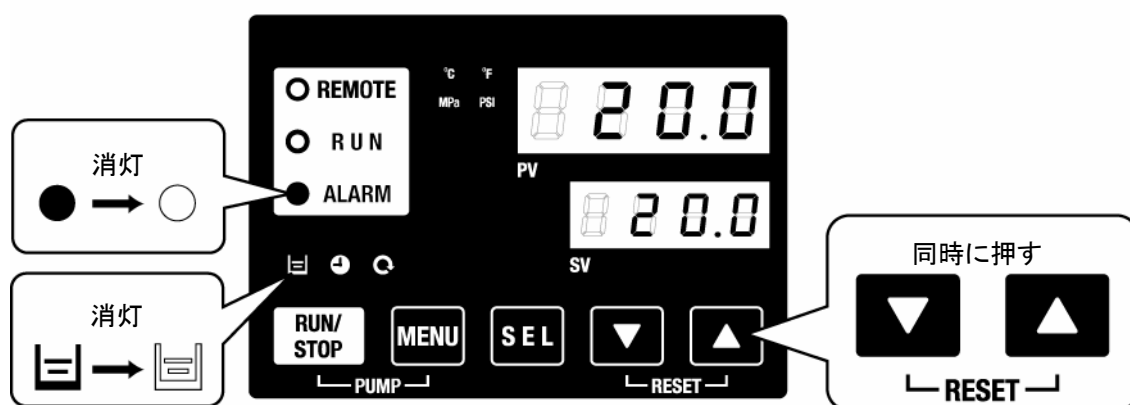 消灯
消灯
REMOTE
RUN
ALARM
°C °F
MPa PSI
20.0
PV
20.0
SV
RUN/
STOP
MENU
SEL
PUMP
RESET
同時に押す
RESET